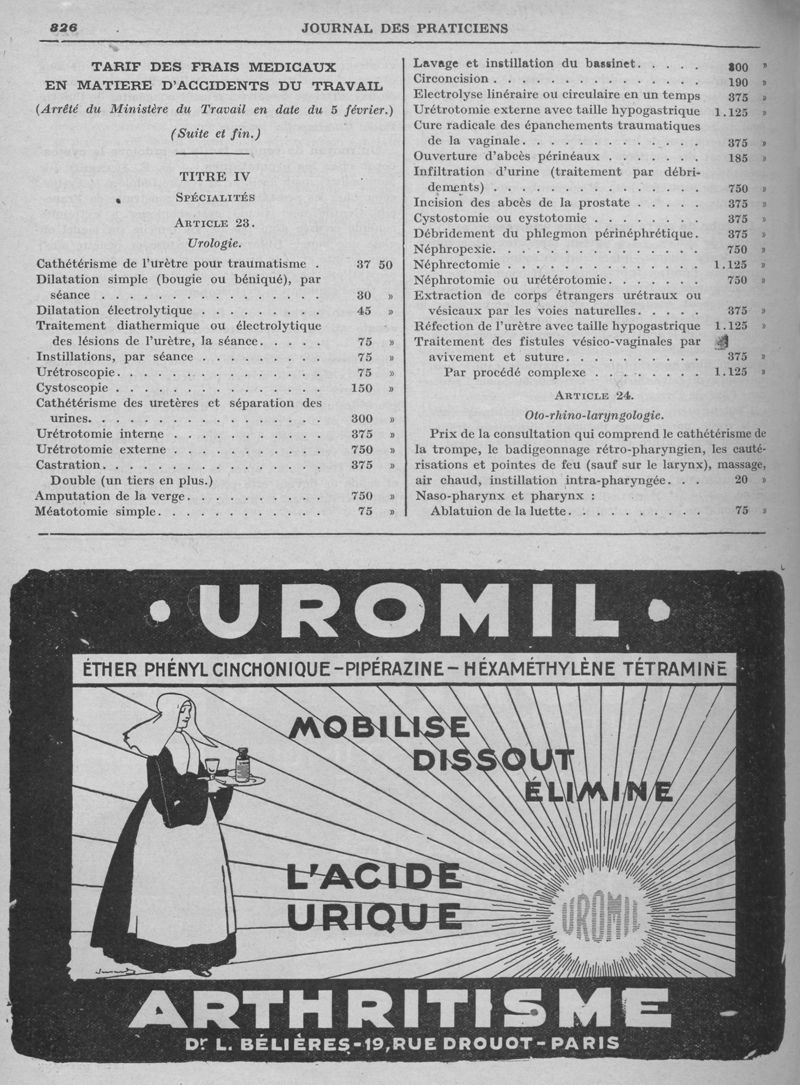 826
JOURNAL DES PRATICIENS
TARIF DES FRAIS MEDICAUX
EN MATIERE D'ACCIDENTS DU TRAVAIL
(Arrêté du Ministère du Travail en date du 5 février.)
(Suite et fin.)
TITRE IV
SPÉCIALITÉS
ARTICLE 23.
Urologie.
Cathétérisme de l'urètre pour traumatisme . 37 50
Dilatation simple (bougie ou béniqué), par
séance . . . . . . . . . . . . . . . . 30 »
Dilatation électrolytique . . . . . . . . . 45 »
Traitement diathermique ou électrolytique
des lésions de l'urètre, la séance. . . . . 75 »
Instillations, par séance . . . . . . . . . 75 »
Urétroscopie. . . . . . . . . . . . . . . 75 »
Cystoscopie . . . . . . . . . . . . . . . 150 »
Cathétérisme des uretères et séparation des
urines. . . . . . . . . . . . . . . . . 300 »
Urétrotomie interne . . . . . . . . . . . 375 »
Urétrotomie externe . . . . . . . . . . . 750 »
Castration. . . . . . . . . . . . . . . . 375 »
Double (un tiers en plus.)
Amputation de la verge. . . . . . . . . . 750 »
Méatotomie simple. . . . . . . . . . . . 75 »
Lavage et instillation du bassinet. . . . . 300 »
Circoncision . . . . . . . . . . . . . . . 190 »
Electrolyse linéraire ou circulaire en un temps 375 »
Urétrotomie externe avec taille hypogastrique 1.125 »
Cure radicale des épanchements traumatiques
de la vaginale. . . . . . . . . . . . . 375 »
Ouverture d'abcès périnéaux . . . . . . . 185 »
Infiltration d'urine (traitement par débri-
dements) . . . . . . . . . . . . . . . 750 »
Incision des abcès de la prostate . . . . . 375 »
Cystostomie ou cystotomie . . . . . . . . 375 »
Débridement du phlegmon périnéphrétique. 375 »
Néphropexie. . . . . . . . . . . . . . . 750 »
Néphrectomie . . . . . . . . . . . . . . 1.125 »
Néphrotomie ou urétérotomie. . . . . . . 750 »
Extraction de corps étrangers urétraux ou
vésicaux par les voies naturelles. . . . . 375 »
Réfection de l'urètre avec taille hypogastrique 1.125 »
Traitement des fistules vésico-vaginales par
avivement et suture. . . . . . . . . . 375 »
Par procédé complexe . . . . . . . . 1.125 »
ARTICLE 24.
Oto-rhino-laryngologie.
Prix de la consultation qui comprend le cathétérisme de
la trompe, le badigeonnage rétro-pharyngien, les cauté-
risations et pointes de feu (sauf sur le larynx), massage,
air chaud, instillation intra-pharyngée. . . 20 »
Naso-pharynx et pharynx :
Ablatuion de la luette. . . . . . . . . . 75 »
• UROMIL •
ÉTHER PHÉNYL CINCHONIQUE - PIPÉRAZINE - HÉXAMÉTHYLÈNE TÉTRAMINE
MOBILISE
DISSOUT
ÉLIMINE
L'ACIDE
URIQUE
UROMIL
ARTHRITISME
Dr L. BÉLIÈRES - 19, RUE DROUOT - PARIS